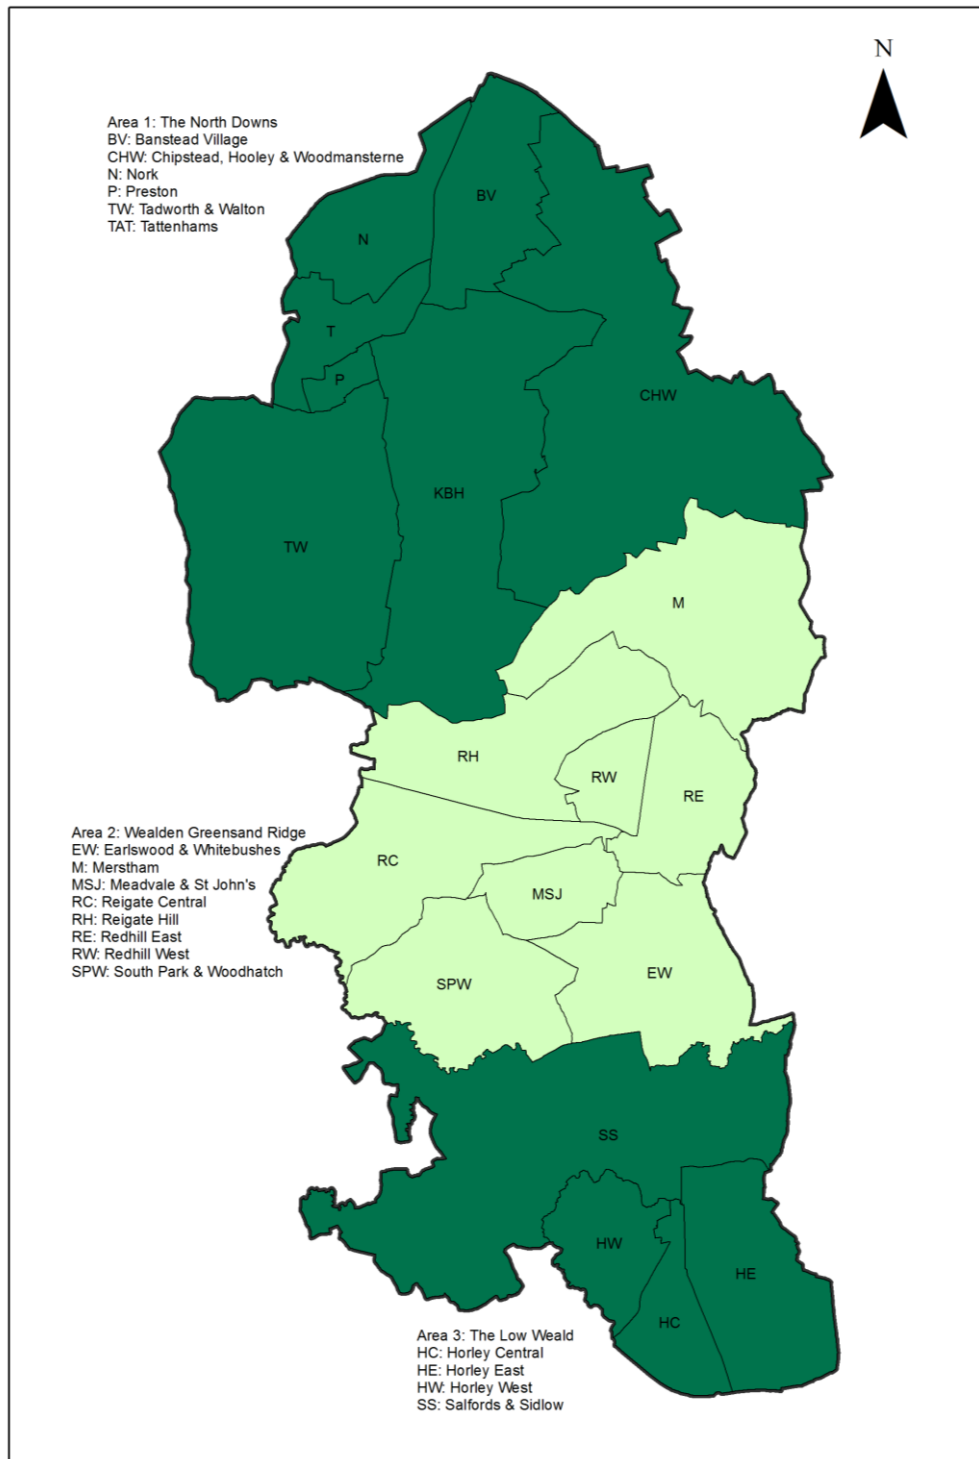 N
Area 1: The North Downs
BV: Banstead Village
CHW: Chipstead, Hooley & Woodmansterne
N: Nork
P: Preston
TW: Tadworth & Walton
TAT: Tattenhams
BV
N
T
P
CHW
KBH
TW
M
RH
RW
RE
Area 2: Wealden Greensand Ridge
EW: Earlswood & Whitebushes
M: Merstham
MSJ: Meadvale & St John's
RC: Reigate Central
RH: Reigate Hill
RE: Redhill East
RW: Redhill West
SPW: South Park & Woodhatch
RC
MSJ
EW
SPW
SS
HW
HE
HC
Area 3: The Low Weald
HC: Horley Central
HE: Horley East
HW: Horley West
SS: Salfords & Sidlow